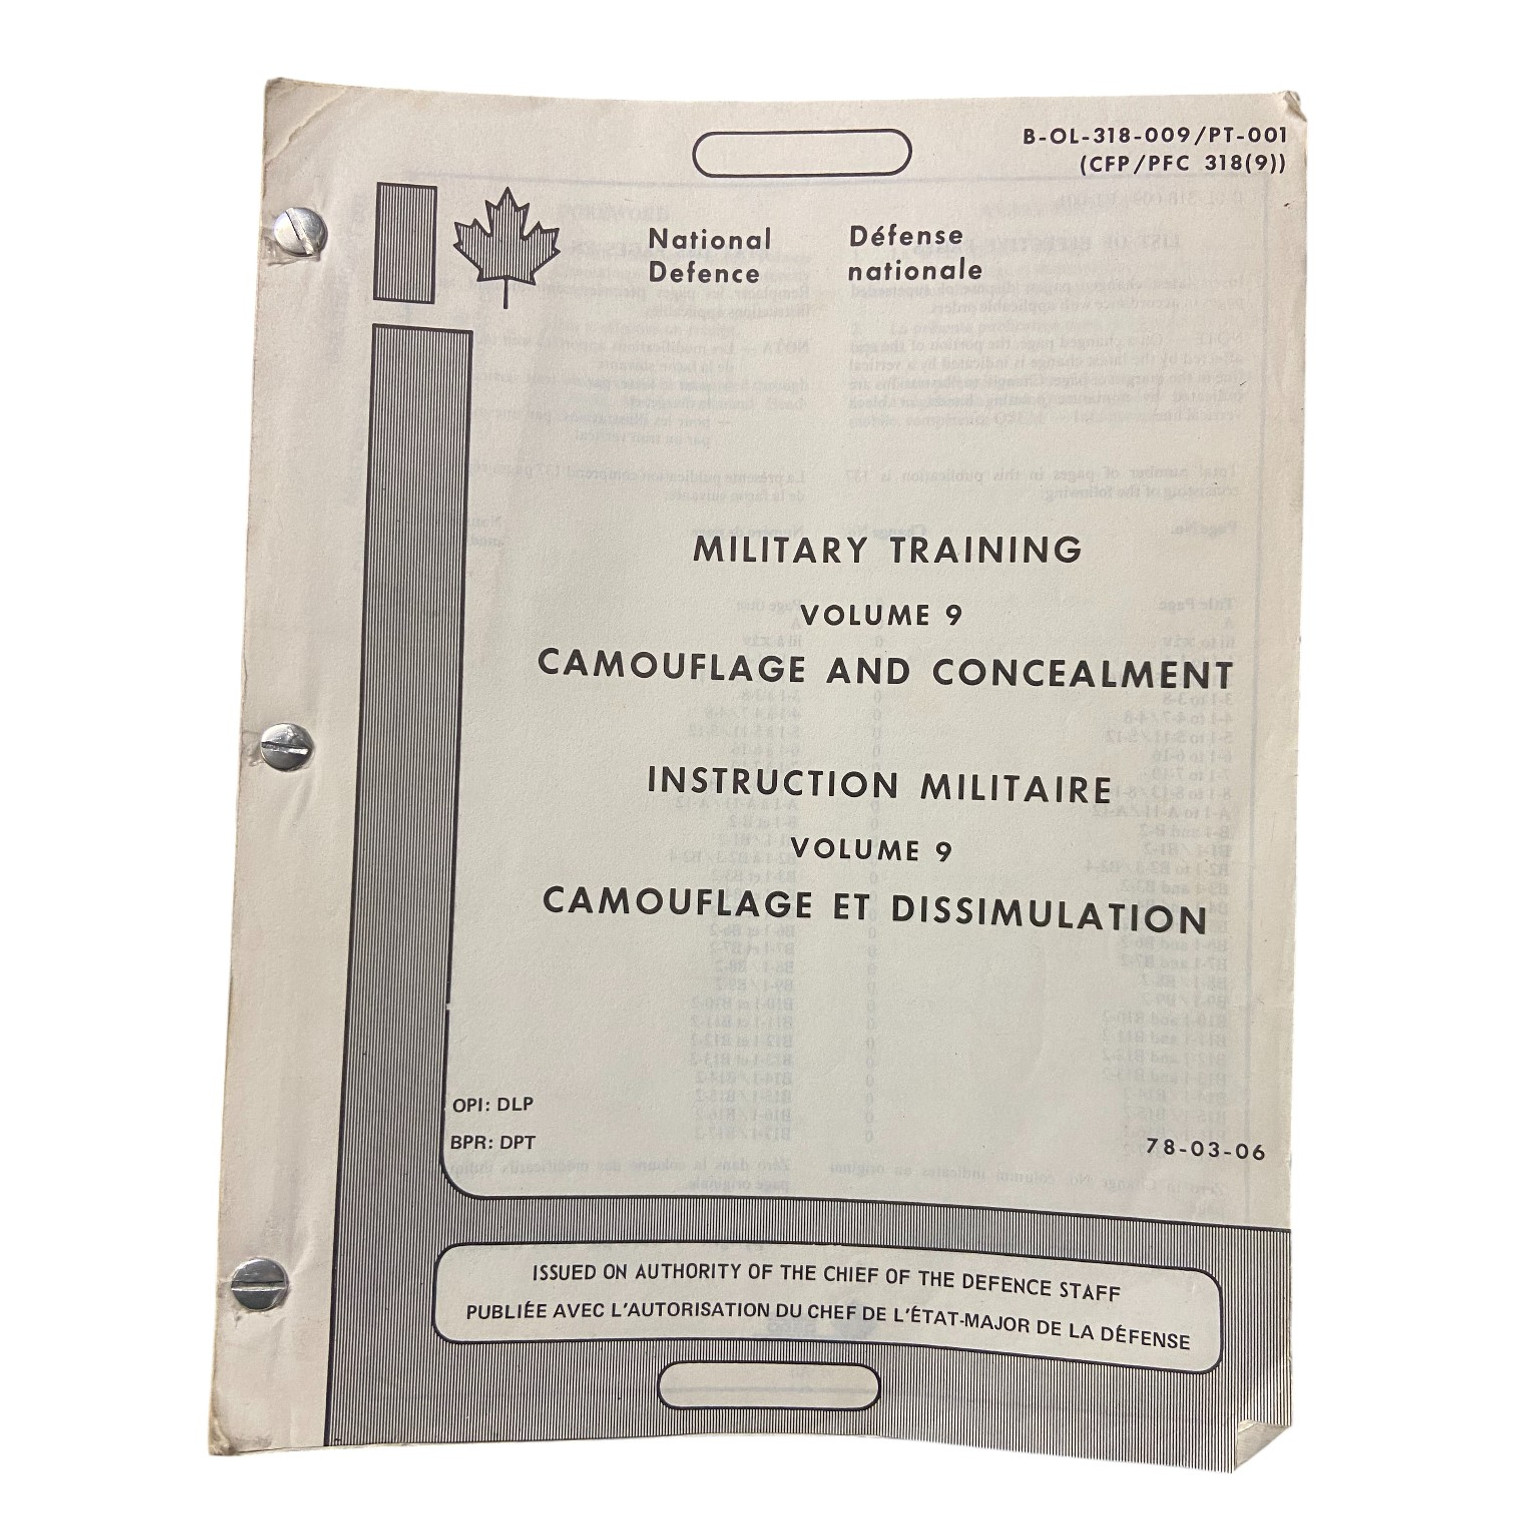 B-OL-318-009/PT-001
(CFP/PFC 318(9))
National Défense
Defence nationale
MILITARY TRAINING
VOLUME 9
CAMOUFLAGE AND CONCEALMENT
INSTRUCTION MILITAIRE
VOLUME 9
CAMOUFLAGE ET DISSIMULATION
OPI: DLP
BPR: DPT
78-03-06
ISSUED ON AUTHORITY OF THE CHIEF OF THE DEFENCE STAFF
PUBLIÉE AVEC L'AUTORISATION DU CHEF DE L'ÉTAT-MAJOR DE LA DÉFENSE